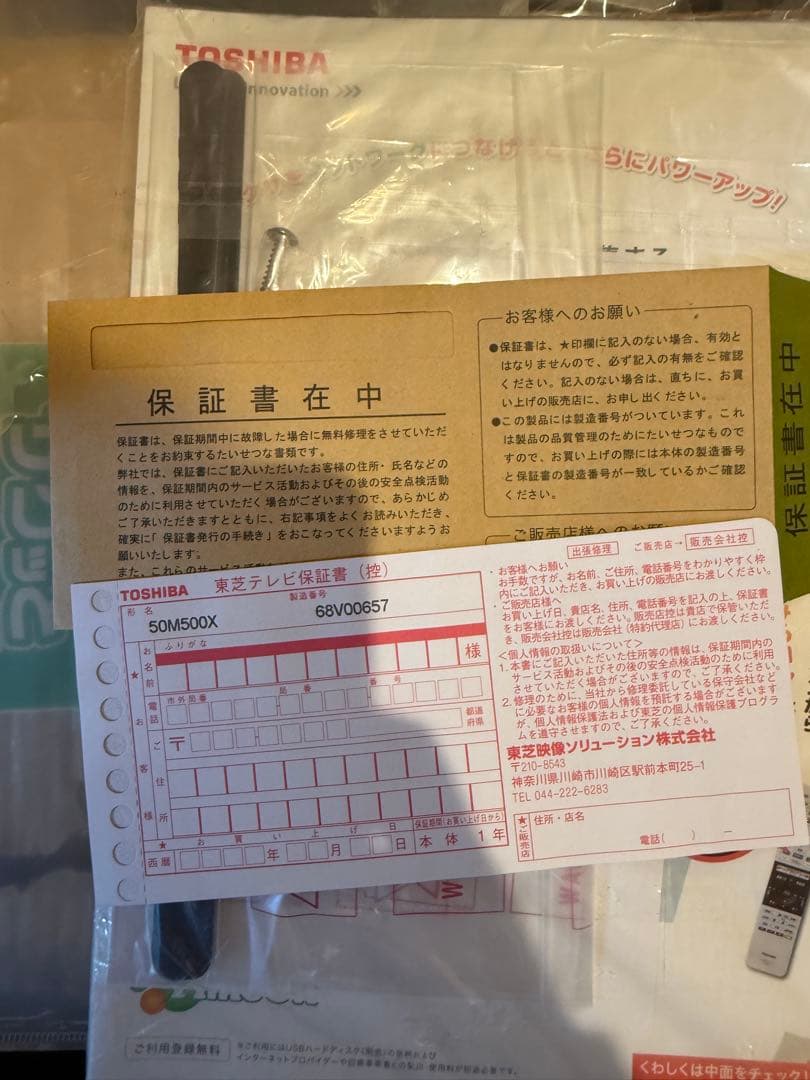 TOSHIBA
innovation >>>
らにパワーアップ!
保証書在中
保証書は、保証期間中に故障した場合に無料修理をさせていただ
くことをお約束するたいせつな書類です。
弊社では、保証書にご記入いただいたお客様の住所・氏名などの
情報を、保証期間内のサービス活動およびその後の安全点検活動
のために利用させていただく場合がございますので、あらかじめ
ご了承いただきますとともに、右記事項をよくお読みいただき、
確実に「保証書発行の手続き」をおこなってくださいますようお
願いいたします。
お客様へのお願い
●保証書は、★印欄に記入のない場合、有効と
はなりませんので、必ず記入の有無をご確認
ください。記入のない場合は、直ちに、お買
い上げの販売店に、お申し出ください。
●この製品には製造番号がついています。これ
は製品の品質管理のためにたいせつなもので
すので、お買い上げの際には本体の製造番号
と保証書の製造番号が一致しているかご確認
ください。
ご販売店様へのお願い
保証書在中
TOSHIBA 東芝テレビ保証書(控)
形名 50M500X
製造番号 68V00657
ふりがな
★お客様
お名前
様
電話
市外局番 局番 番号
ご住所
〒
都道府県
★お買い上げ日
西暦 年 月 日
保証期間(お買い上げ日から)
本体 1年
出張修理 ご販売店→販売会社控
・お客様へお願い
お手数ですが、お名前、ご住所、電話番号をわかりやすく枠
内にご記入いただき、お買い上げの販売店にお渡しください。
・ご販売店様へ
お買い上げ日、貴店名、住所、電話番号を記入の上、保証書
をお客様にお渡しください。販売店控は貴店で保管いただ
き、販売会社控は販売会社(特約代理店)にお渡しください。
<個人情報の取扱いについて>
1. 本書にご記入いただいた住所等の情報は、保証期間内の
サービス活動およびその後の安全点検活動のために利用
させていただく場合がございますので、ご了承ください。
2. 修理のために、当社から修理委託している保守会社など
に必要なお客様の個人情報を預託する場合がございます
が、個人情報保護法および東芝の個人情報保護プログラ
ムを遵守させますので、ご了承ください。
東芝映像ソリューション株式会社
〒210-8543
神奈川県川崎市川崎区駅前本町25-1
TEL 044-222-6283
★ご販売店
住所・店名
電話( ) ー
ご利用登録無料
くわしくは中面をチェック!